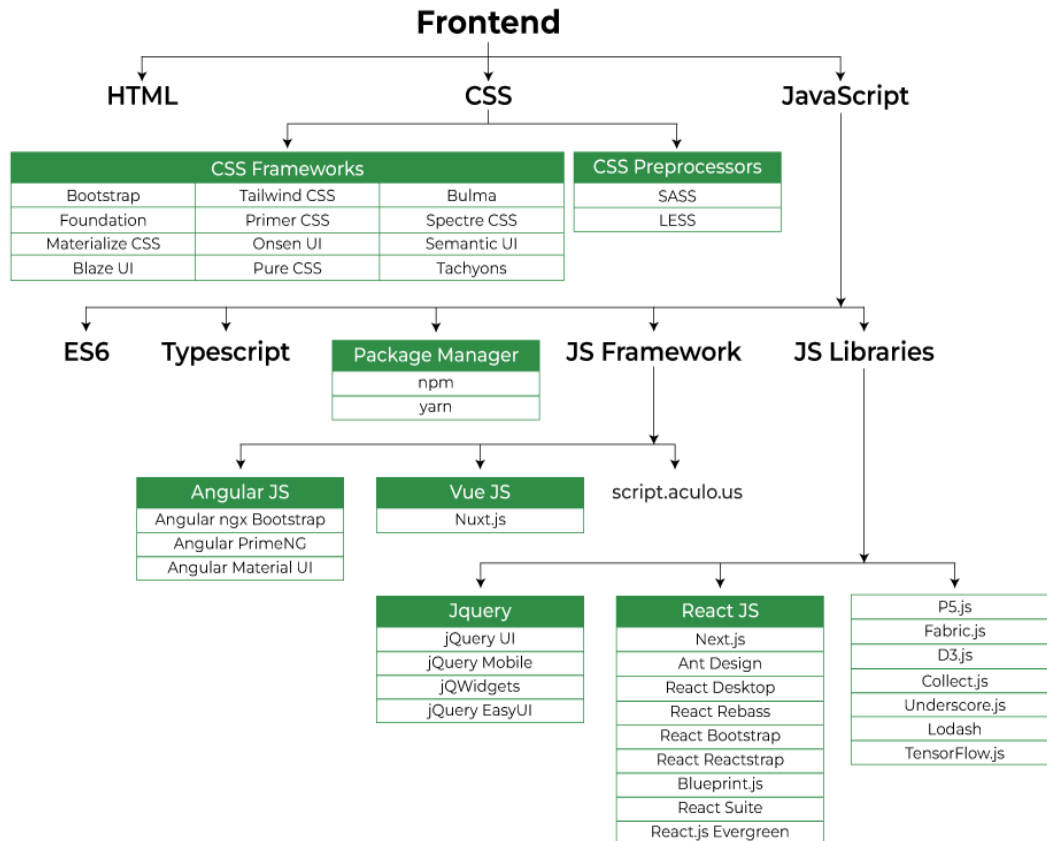 Frontend
HTML
CSS
JavaScript
CSS Frameworks
Bootstrap
Tailwind CSS
Bulma
Foundation
Primer CSS
Spectre CSS
Materialize CSS
Onsen UI
Semantic UI
Blaze UI
Pure CSS
Tachyons
CSS Preprocessors
SASS
LESS
ES6
Typescript
Package Manager
npm
yarn
JS Framework
JS Libraries
Angular JS
Angular ngx Bootstrap
Angular PrimeNG
Angular Material UI
Vue JS
Nuxt.js
script.aculo.us
Jquery
jQuery UI
jQuery Mobile
jQWidgets
jQuery EasyUI
React JS
Next.js
Ant Design
React Desktop
React Rebass
React Bootstrap
React Reactstrap
Blueprint.js
React Suite
React.js Evergreen
P5.js
Fabric.js
D3.js
Collect.js
Underscore.js
Lodash
TensorFlow.js